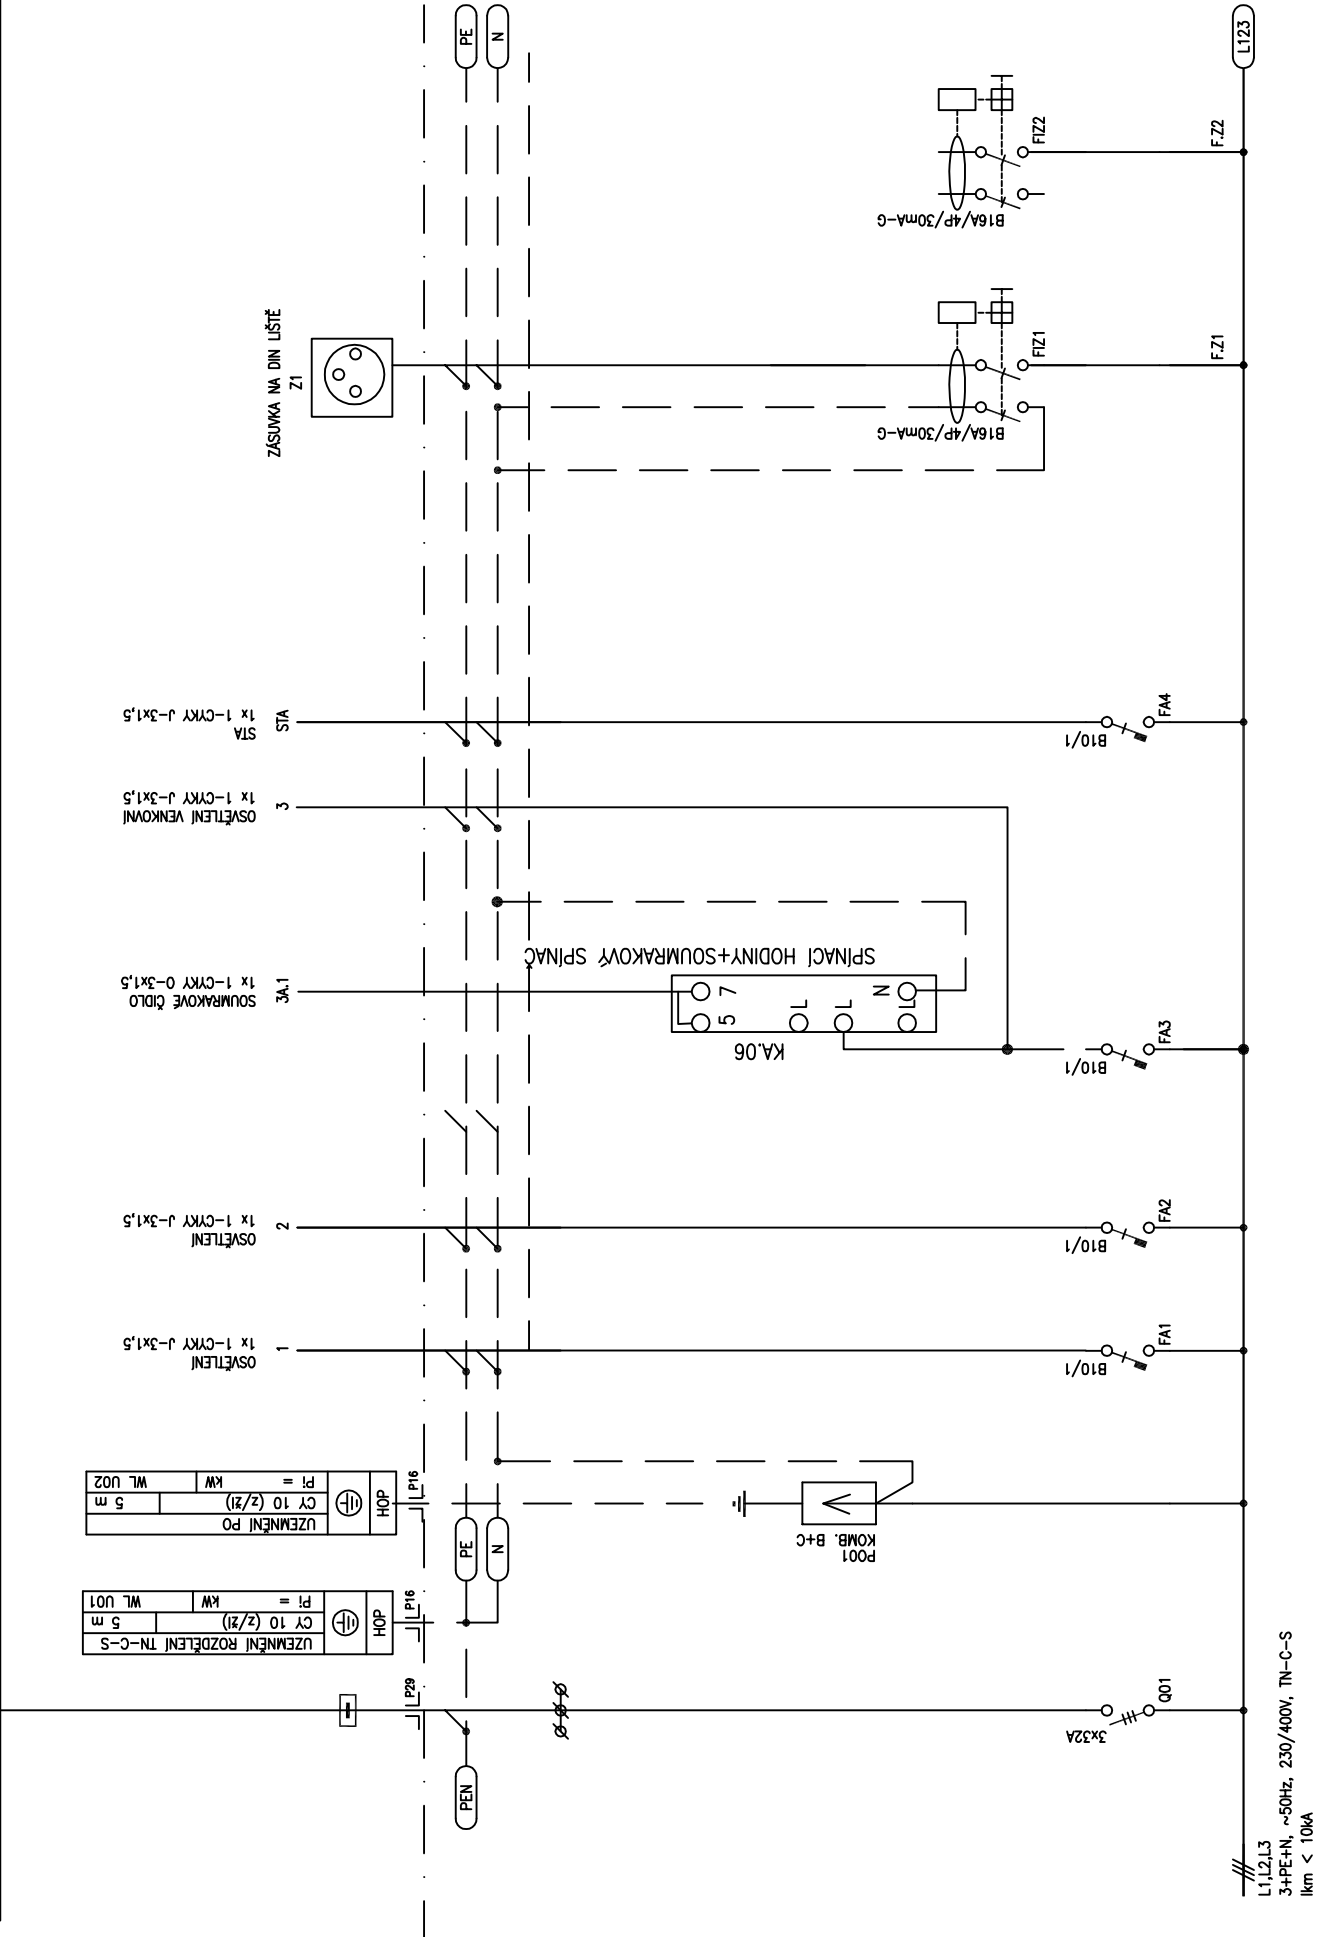 PE
N
L123
FIZ2
F.Z2
B16A/4P/30mA-G
ZÁSUVKA NA DIN LIŠTĚ
Z1
FIZ1
F.Z1
B16A/4P/30mA-G
STA
1x 1-CYKY J-3x1,5
STA
FA4
B10/1
OSVĚTLENÍ VENKOVNÍ
1x 1-CYKY J-3x1,5
3
SPÍNACÍ HODINY+SOUMRAKOVÝ SPÍNAČ
SOUMRAKOVÉ ČIDLO
1x 1-CYKY O-3x1,5
3A.1
7
N
5
L
L
L
KA.06
FA3
B10/1
OSVĚTLENÍ
1x 1-CYKY J-3x1,5
2
FA2
B10/1
OSVĚTLENÍ
1x 1-CYKY J-3x1,5
1
FA1
B10/1
UZEMNĚNÍ PO
CY 10 (z/žl)
5 m
Pi =
kW
WL U02
HOP
P16
PE
N
PO01
KOMB. B+C
UZEMNĚNÍ ROZDĚLENÍ TN-C-S
CY 10 (z/žl)
5 m
Pi =
kW
WL U01
HOP
P16
P29
PEN
Q01
3x32A
L1,L2,L3
3+PE+N, ~50Hz, 230/400V, TN-C-S
Ikm < 10kA